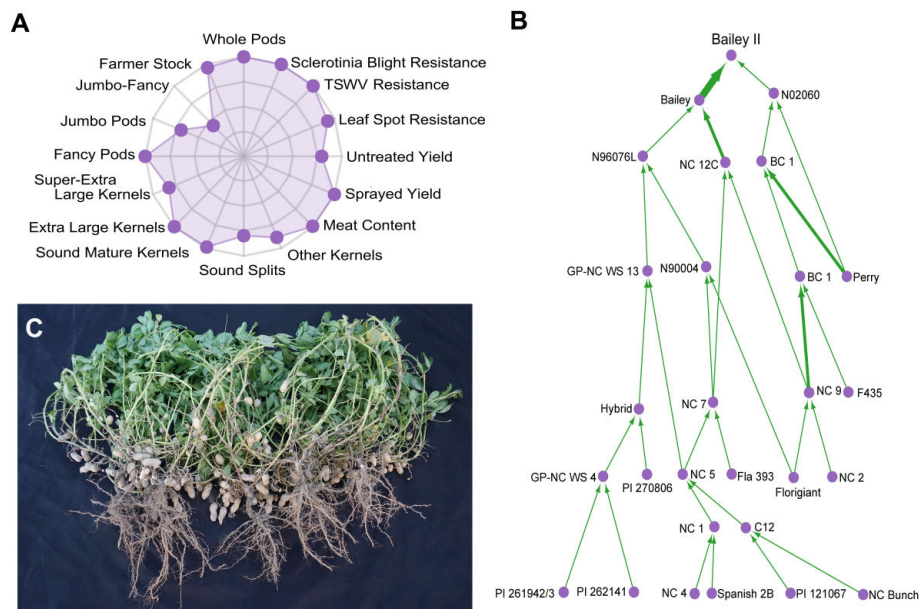 A
Whole Pods
Farmer Stock
Sclerotinia Blight Resistance
Jumbo-Fancy
TSWV Resistance
Jumbo Pods
Leaf Spot Resistance
Fancy Pods
Untreated Yield
Super-Extra
Large Kernels
Sprayed Yield
Extra Large Kernels
Meat Content
Sound Mature Kernels
Other Kernels
Sound Splits
B
Bailey II
Bailey
N02060
N96076L
NC 12C
BC 1
GP-NC WS 13
N90004
BC 1
Perry
Hybrid
NC 7
NC 9
F435
GP-NC WS 4
PI 270806
NC 5
Fla 393
Florigiant
NC 2
NC 1
C12
PI 261942/3
PI 262141
NC 4
Spanish 2B
PI 121067
NC Bunch
C